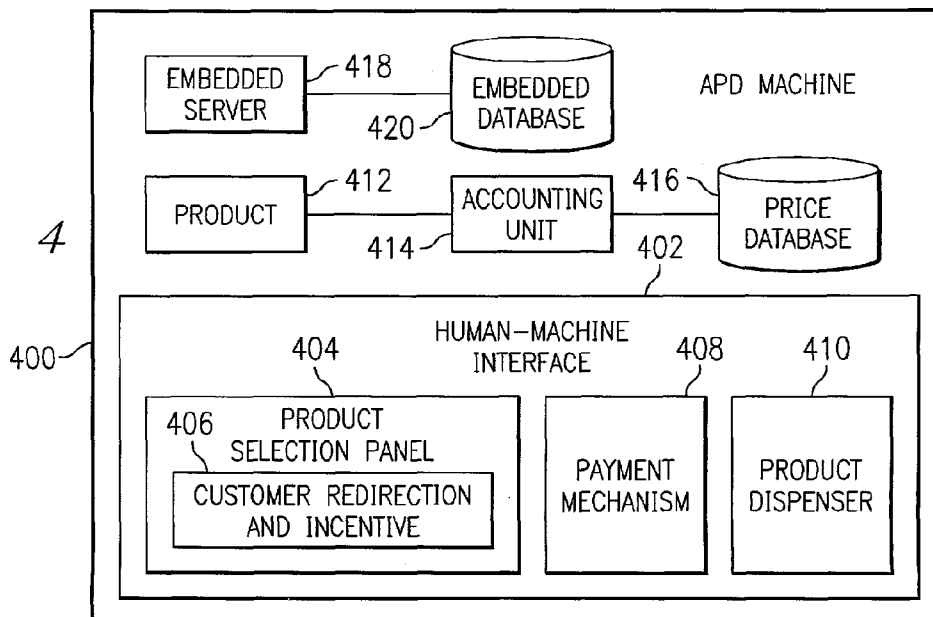 EMBEDDED
SERVER
418
EMBEDDED
DATABASE
420
APD MACHINE
PRODUCT
412
ACCOUNTING
UNIT
414
416
PRICE
DATABASE
4
400
402
HUMAN-MACHINE
INTERFACE
404
PRODUCT
SELECTION PANEL
406
CUSTOMER REDIRECTION
AND INCENTIVE
408
PAYMENT
MECHANISM
410
PRODUCT
DISPENSER